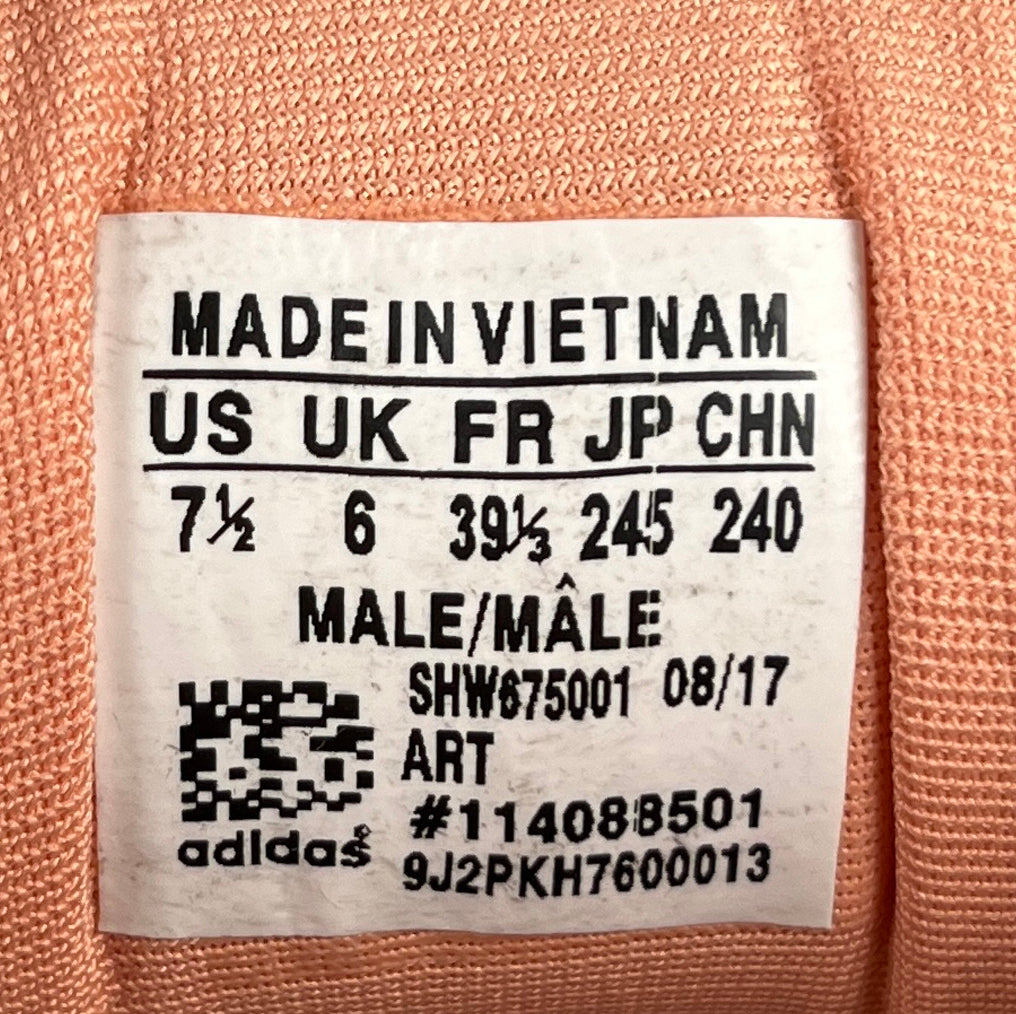 MADE IN VIETNAM
US UK FR JP CHN
7½ 6 39⅓ 245 240
MALE/MÂLE
SHW675001 08/17
ART
#114088501
9J2PKH7600013
adidas